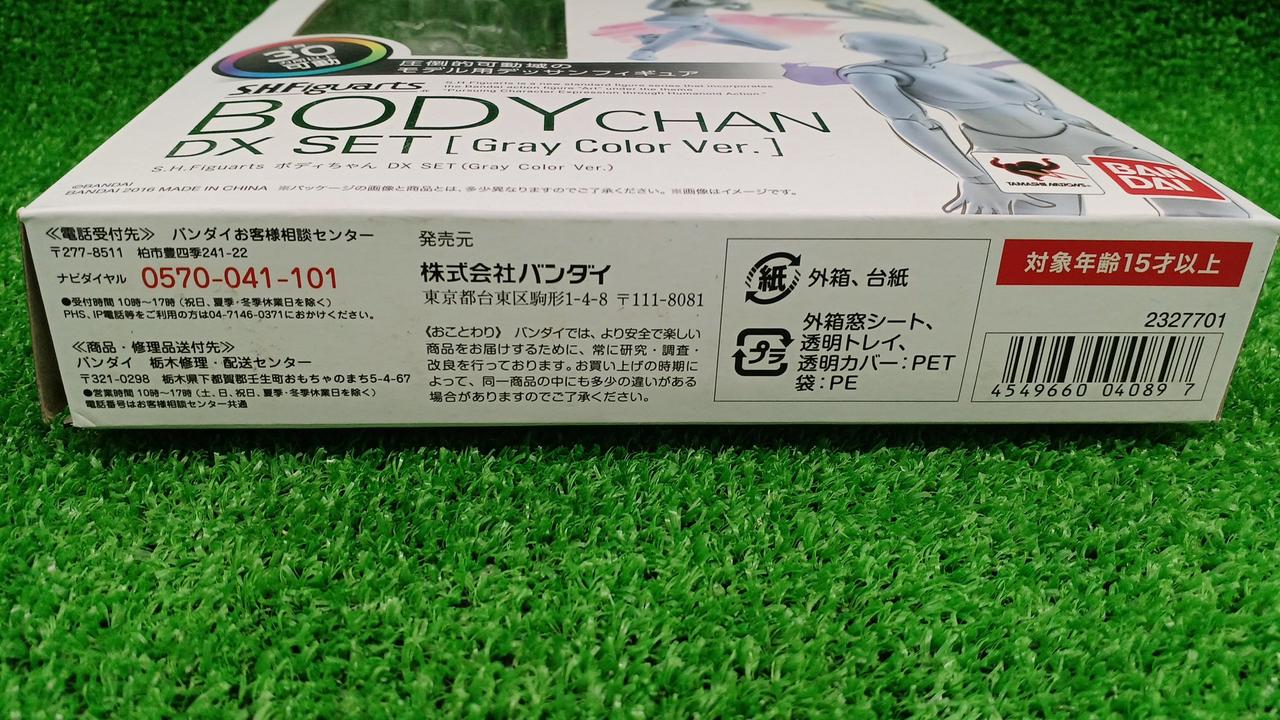 可動
圧倒的可動域の
モデル用デッサンフィギュア
S.H.Figuarts
S.H.Figuarts is a new standard figure series that incorporates
the Bandai action figure "Art" under the theme
BODY CHAN
DX SET [Gray Color Ver.]
S.H.Figuarts ボディちゃん DX SET(Gray Color Ver.)
©BANDAI
BANDAI 2016 MADE IN CHINA ※パッケージの画像と商品とは、多少異なりますのでご了承ください。※画像はイメージです。
TAMASHII NATIONS
BAN
DAI
≪電話受付先≫ バンダイお客様相談センター
〒277-8511 柏市豊四季241-22
ナビダイヤル 0570-041-101
●受付時間 10時〜17時(祝日、夏季・冬季休業日を除く)
PHS、IP電話等をご利用の方は04-7146-0371におかけください。
≪商品・修理品送付先≫
バンダイ 栃木修理・配送センター
〒321-0298 栃木県下都賀郡壬生町おもちゃのまち5-4-67
●営業時間 10時〜17時(土、日、祝日、夏季・冬季休業日を除く)
電話番号はお客様相談センター共通
発売元
株式会社バンダイ
東京都台東区駒形1-4-8 〒111-8081
《おことわり》 バンダイでは、より安全で楽しい
商品をお届けするために、常に研究・調査・
改良を行っております。お買い上げの時期に
よって、同一商品の中にも多少の違いがある
場合がありますのでご了承ください。
紙 外箱、台紙
プラ 外箱窓シート、
透明トレイ、
透明カバー:PET
袋:PE
対象年齢15才以上
2327701
4549660 04089 7